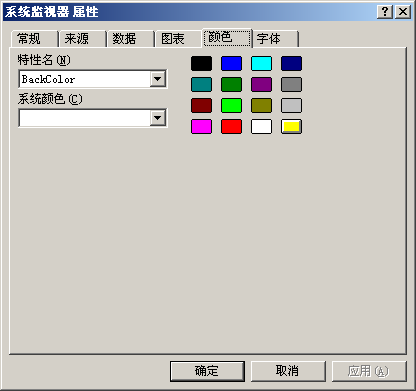 系统监视器 属性
常规 来源 数据 图表 颜色 字体
特性名(N)
BackColor
系统颜色(C)
确定 取消 应用(A)